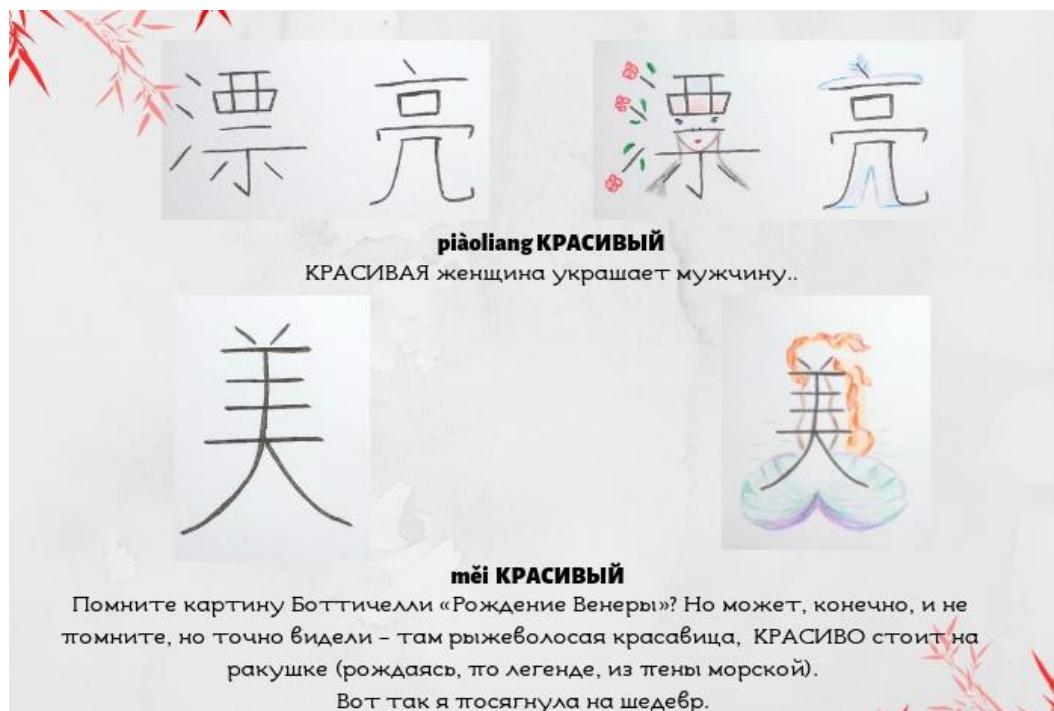 漂 亮 漂 亮
piàoliang КРАСИВЫЙ
КРАСИВАЯ женщина украшает мужчину..
美 美
měi КРАСИВЫЙ
Помните картину Боттичелли «Рождение Венеры»? Но может, конечно, и не
помните, но точно видели – там рыжеволосая красавица, КРАСИВО стоит на
ракушке (рождаясь, по легенде, из пены морской).
Вот так я посягнула на шедевр.